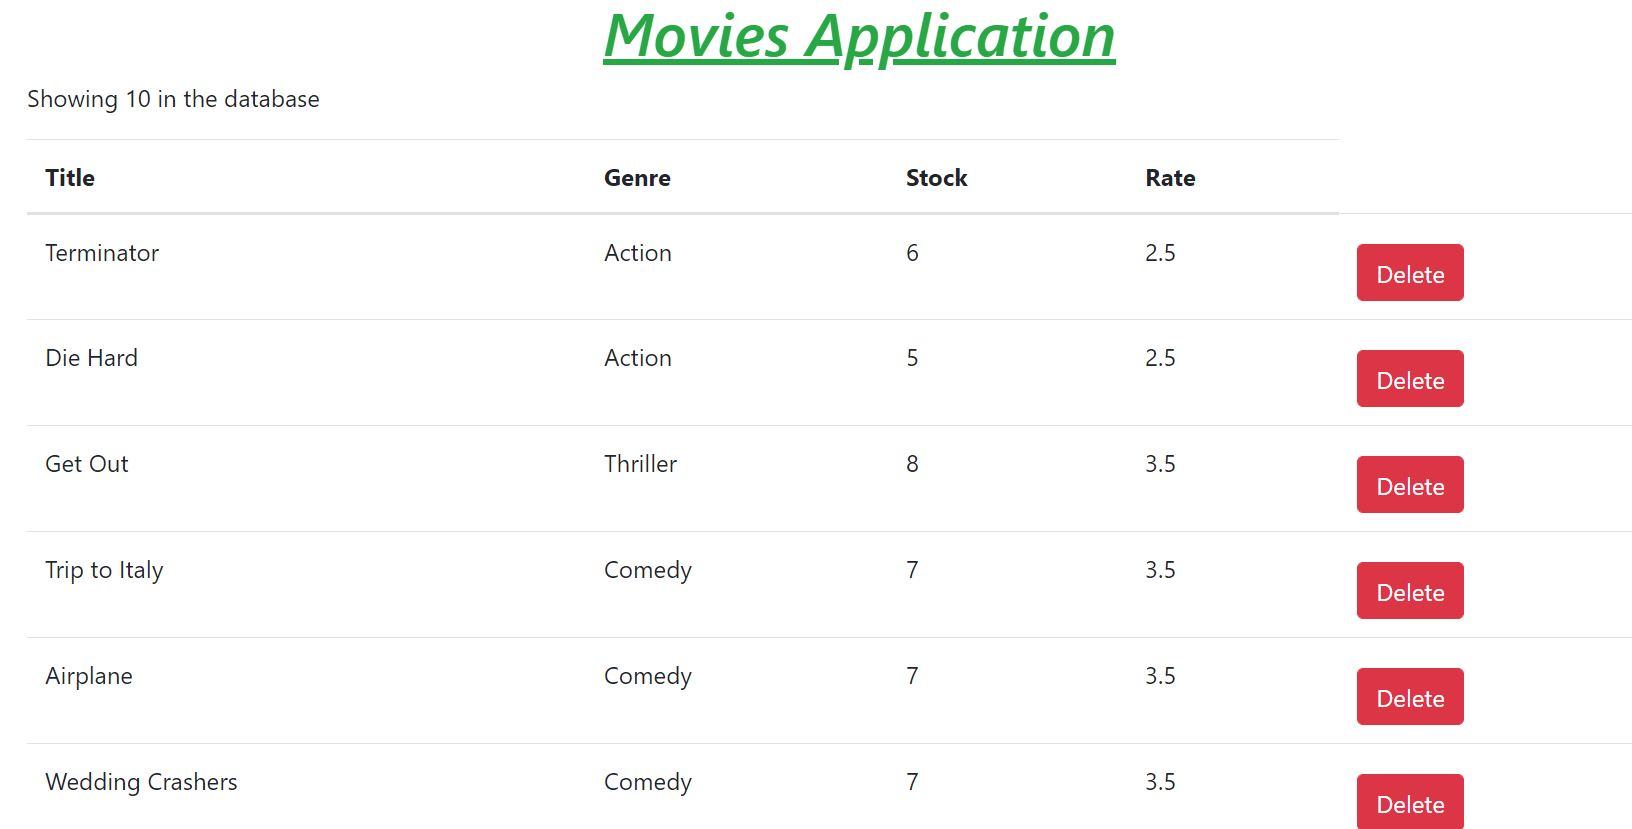 Movies Application
Showing 10 in the database
Title Genre Stock Rate
Terminator Action 6 2.5 Delete
Die Hard Action 5 2.5 Delete
Get Out Thriller 8 3.5 Delete
Trip to Italy Comedy 7 3.5 Delete
Airplane Comedy 7 3.5 Delete
Wedding Crashers Comedy 7 3.5 Delete